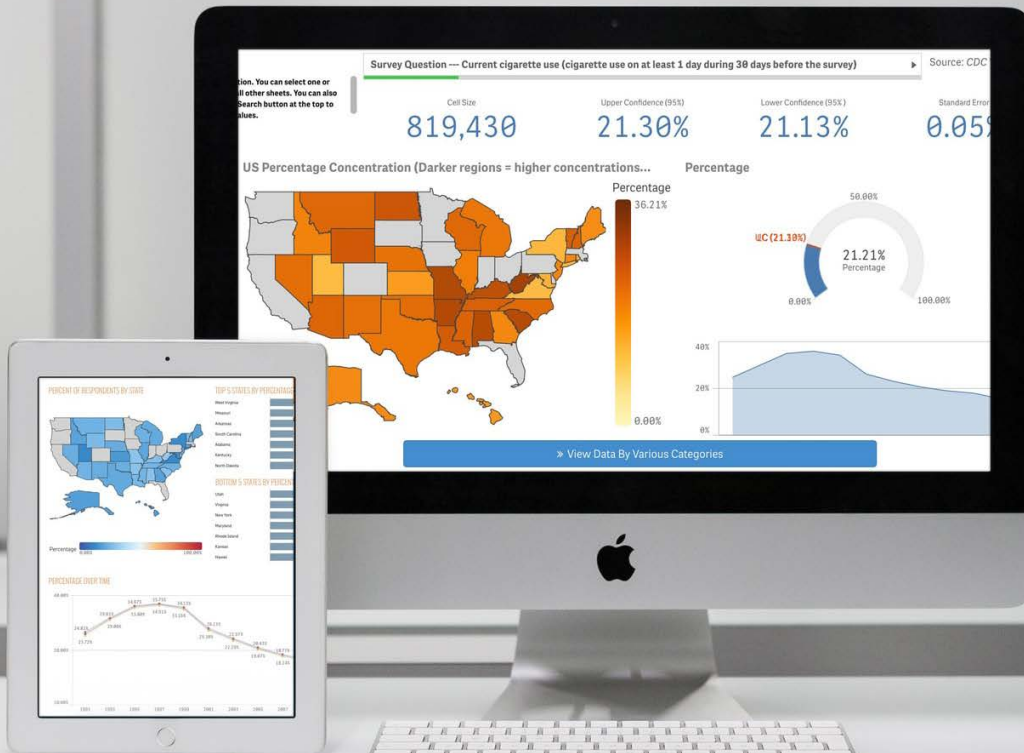 tion. You can select one or
ll other sheets. You can also
Search button at the top to
alues.
Survey Question --- Current cigarette use (cigarette use on at least 1 day during 30 days before the survey)
Source: CDC
Cell Size
819,430
Upper Confidence (95%)
21.30%
Lower Confidence (95%)
21.13%
Standard Error
0.05%
US Percentage Concentration (Darker regions = higher concentrations...
Percentage
36.21%
0.00%
Percentage
50.00%
UC (21.30%)
21.21%
Percentage
0.00%
100.00%
40%
20%
0%
» View Data By Various Categories
PERCENT OF RESPONDENTS BY STATE
Percentage
0.00%
100.00%
TOP 5 STATES BY PERCENTAGE
West Virginia
Missouri
Arkansas
South Carolina
Alabama
Kentucky
North Dakota
BOTTOM 5 STATES BY PERCENT
Utah
Virginia
New York
Maryland
Rhode Island
Kansas
Hawaii
PERCENTAGE OVER TIME